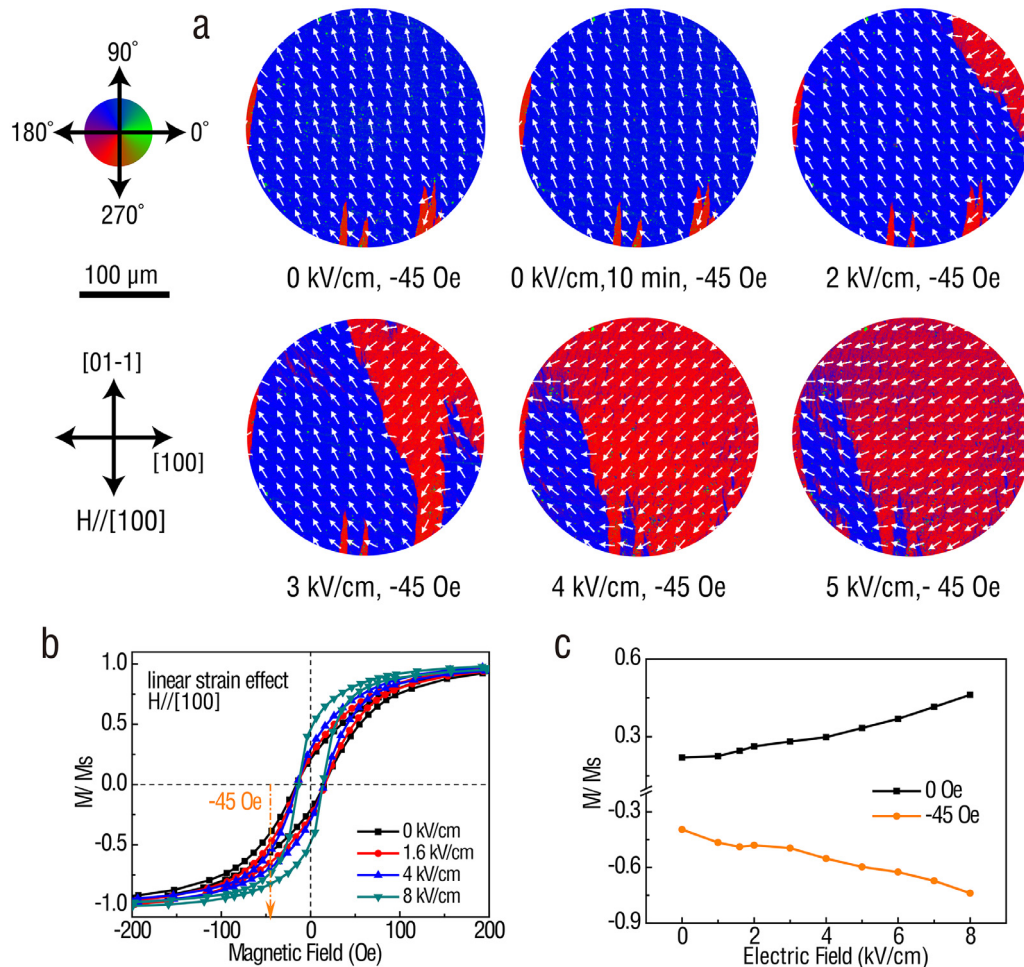 a
90°
180°
0°
270°
100 µm
[01-1]
[100]
H//[100]
0 kV/cm, -45 Oe
0 kV/cm,10 min, -45 Oe
2 kV/cm, -45 Oe
3 kV/cm, -45 Oe
4 kV/cm, -45 Oe
5 kV/cm,- 45 Oe
b
linear strain effect
H//[100]
M/ Ms
1.0
0.5
0.0
-0.5
-1.0
-45 Oe
0 kV/cm
1.6 kV/cm
4 kV/cm
8 kV/cm
-200
-100
0
100
200
Magnetic Field (Oe)
c
M/ Ms
0.6
0.3
-0.3
-0.6
-0.9
0 Oe
-45 Oe
0
2
4
6
8
Electric Field (kV/cm)